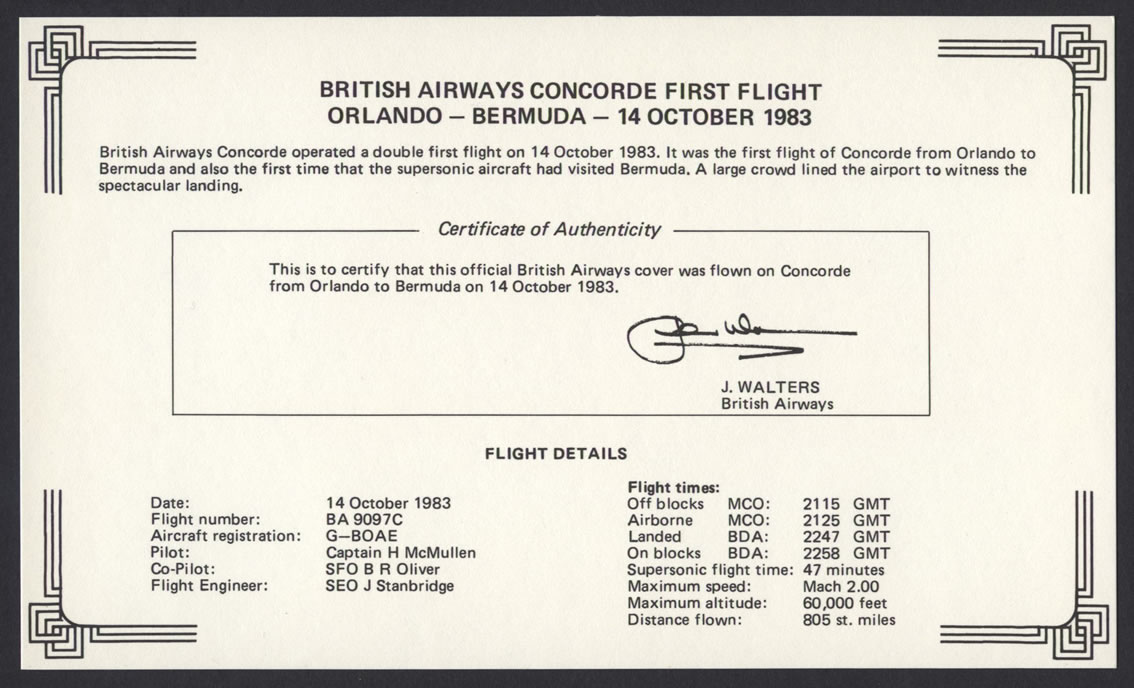 BRITISH AIRWAYS CONCORDE FIRST FLIGHT
ORLANDO – BERMUDA – 14 OCTOBER 1983
British Airways Concorde operated a double first flight on 14 October 1983. It was the first flight of Concorde from Orlando to
Bermuda and also the first time that the supersonic aircraft had visited Bermuda. A large crowd lined the airport to witness the
spectacular landing.
Certificate of Authenticity
This is to certify that this official British Airways cover was flown on Concorde
from Orlando to Bermuda on 14 October 1983.
J. WALTERS
British Airways
FLIGHT DETAILS
Date: 14 October 1983
Flight number: BA 9097C
Aircraft registration: G–BOAE
Pilot: Captain H McMullen
Co-Pilot: SFO B R Oliver
Flight Engineer: SEO J Stanbridge
Flight times:
Off blocks MCO: 2115 GMT
Airborne MCO: 2125 GMT
Landed BDA: 2247 GMT
On blocks BDA: 2258 GMT
Supersonic flight time: 47 minutes
Maximum speed: Mach 2.00
Maximum altitude: 60,000 feet
Distance flown: 805 st. miles